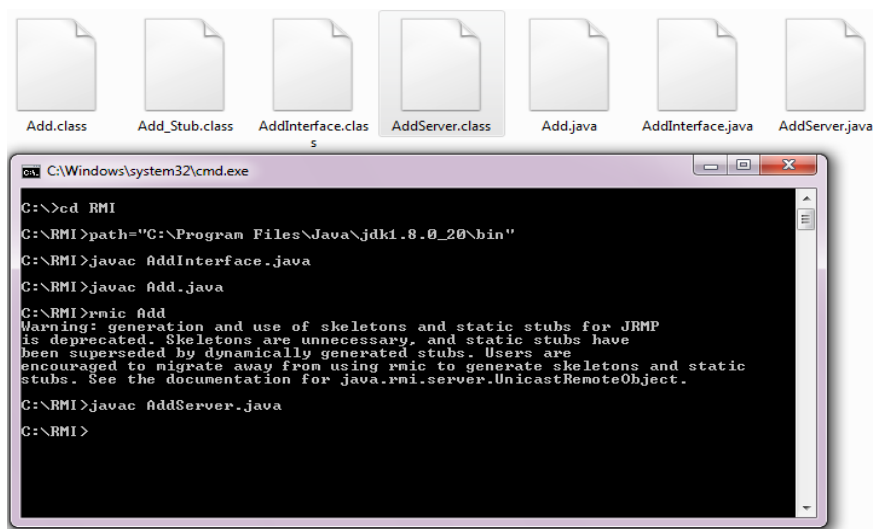 Add.class
Add_Stub.class
AddInterface.clas
s
AddServer.class
Add.java
AddInterface.java
AddServer.java
C:\Windows\system32\cmd.exe
C:\>cd RMI
C:\RMI>path="C:\Program Files\Java\jdk1.8.0_20\bin"
C:\RMI>javac AddInterface.java
C:\RMI>javac Add.java
C:\RMI>rmic Add
Warning: generation and use of skeletons and static stubs for JRMP
is deprecated. Skeletons are unnecessary, and static stubs have
been superseded by dynamically generated stubs. Users are
encouraged to migrate away from using rmic to generate skeletons and static
stubs. See the documentation for java.rmi.server.UnicastRemoteObject.
C:\RMI>javac AddServer.java
C:\RMI>